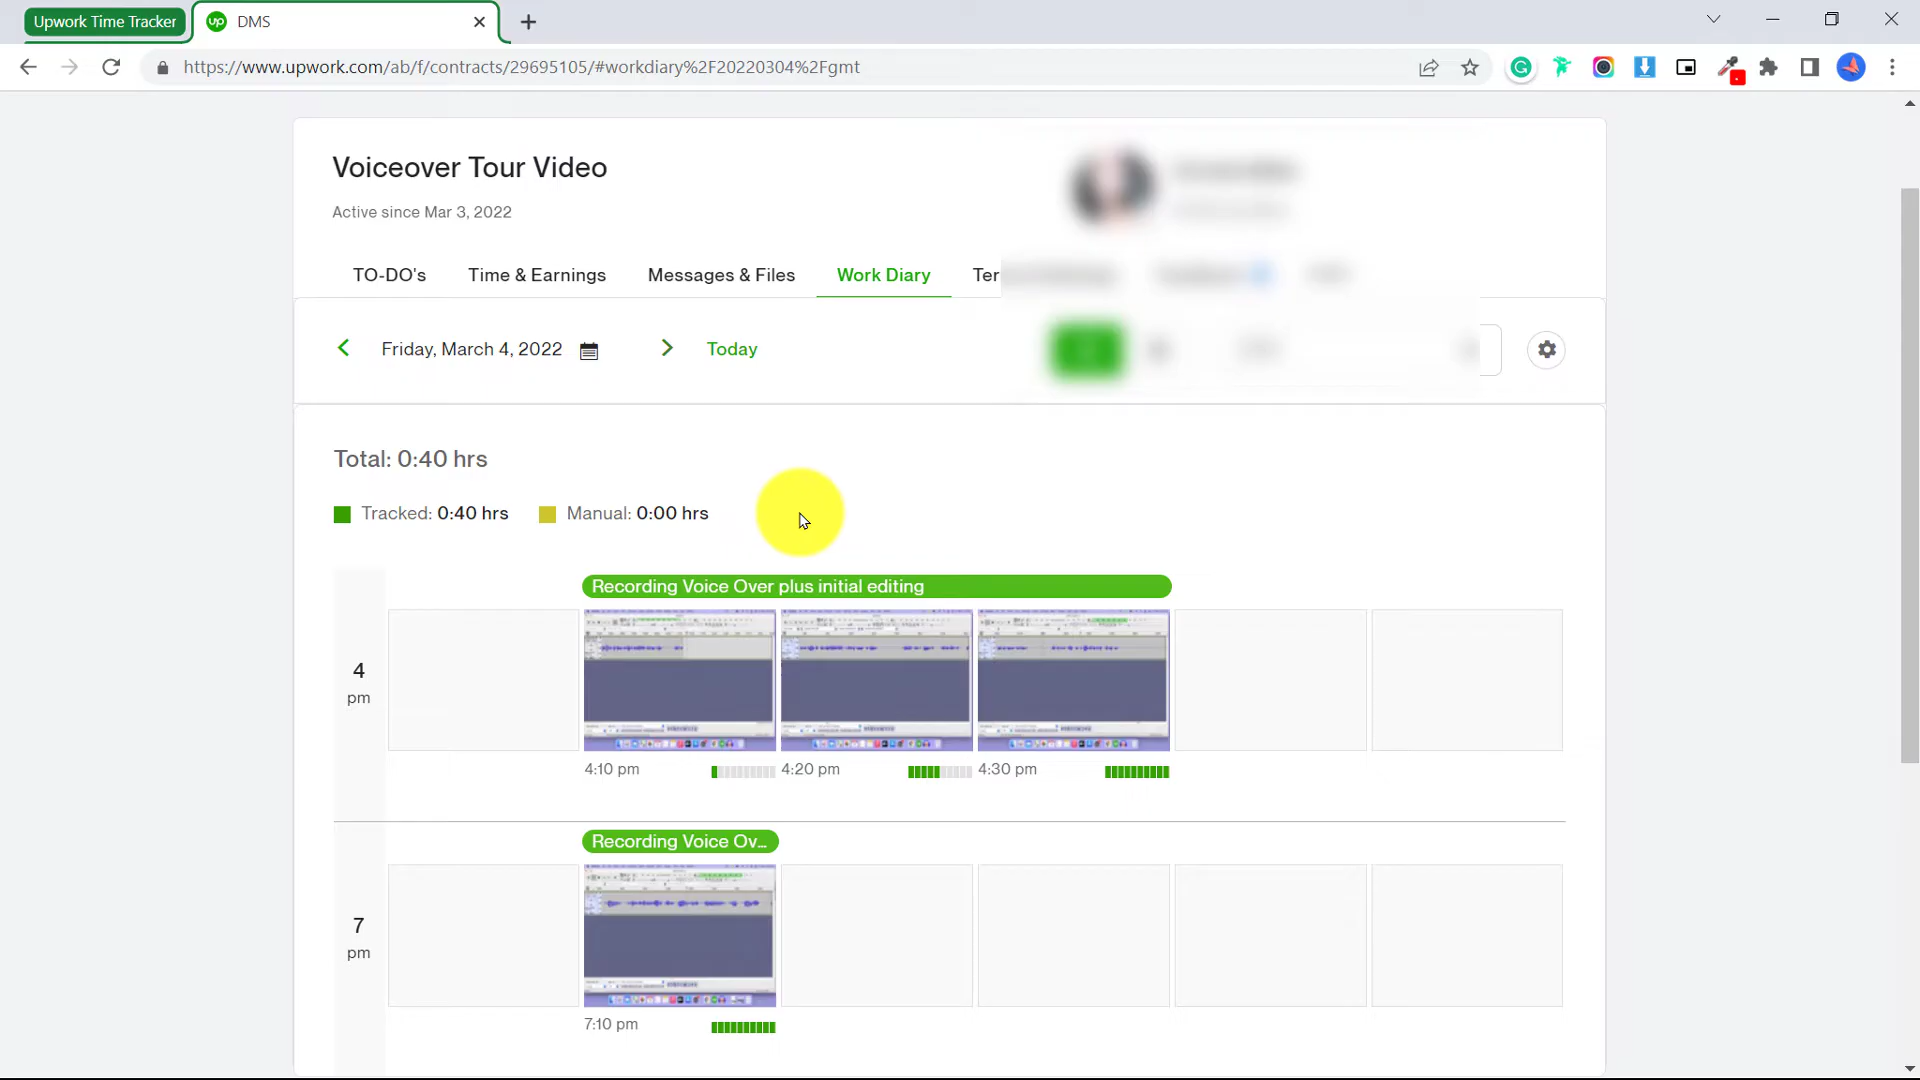 Upwork Time Tracker
DMS
https://www.upwork.com/ab/f/contracts/29695105/#workdiary%2F20220304%2Fgmt
Voiceover Tour Video
Active since Mar 3, 2022
TO-DO's Time & Earnings Messages & Files Work Diary Ter
Friday, March 4, 2022 Today
Total: 0:40 hrs
Tracked: 0:40 hrs Manual: 0:00 hrs
Recording Voice Over plus initial editing
4
pm
4:10 pm 4:20 pm 4:30 pm
Recording Voice Ov...
7
pm
7:10 pm